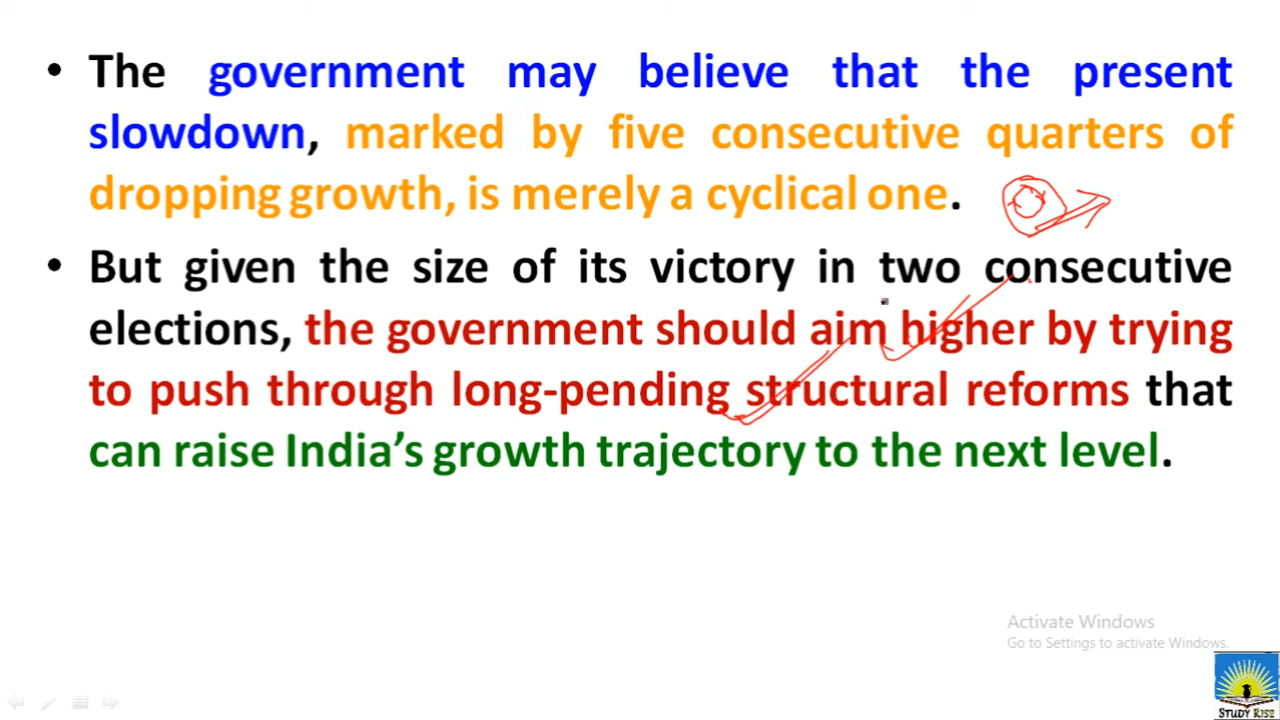 • The government may believe that the present
slowdown, marked by five consecutive quarters of
dropping growth, is merely a cyclical one.
• But given the size of its victory in two consecutive
elections, the government should aim higher by trying
to push through long-pending structural reforms that
can raise India's growth trajectory to the next level.
Activate Windows
Go to Settings to activate Windows.
STUDY RISE